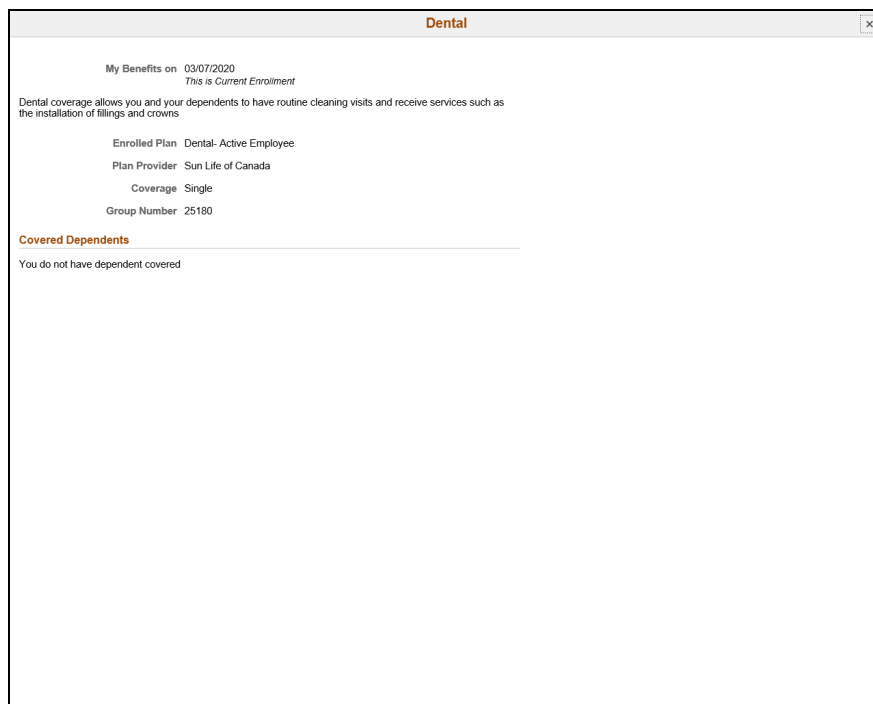 Dental
My Benefits on 03/07/2020
This is Current Enrollment
Dental coverage allows you and your dependents to have routine cleaning visits and receive services such as
the installation of fillings and crowns
Enrolled Plan Dental- Active Employee
Plan Provider Sun Life of Canada
Coverage Single
Group Number 25180
Covered Dependents
You do not have dependent covered